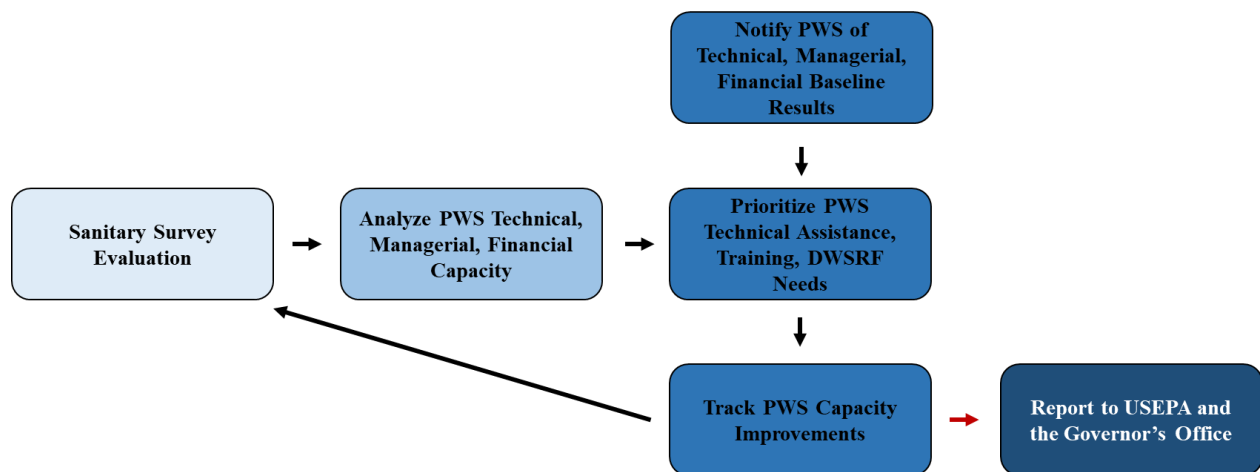 Notify PWS of
Technical, Managerial,
Financial Baseline
Results
Sanitary Survey
Evaluation
Analyze PWS Technical,
Managerial, Financial
Capacity
Prioritize PWS
Technical Assistance,
Training, DWSRF
Needs
Track PWS Capacity
Improvements
Report to USEPA and
the Governor’s Office